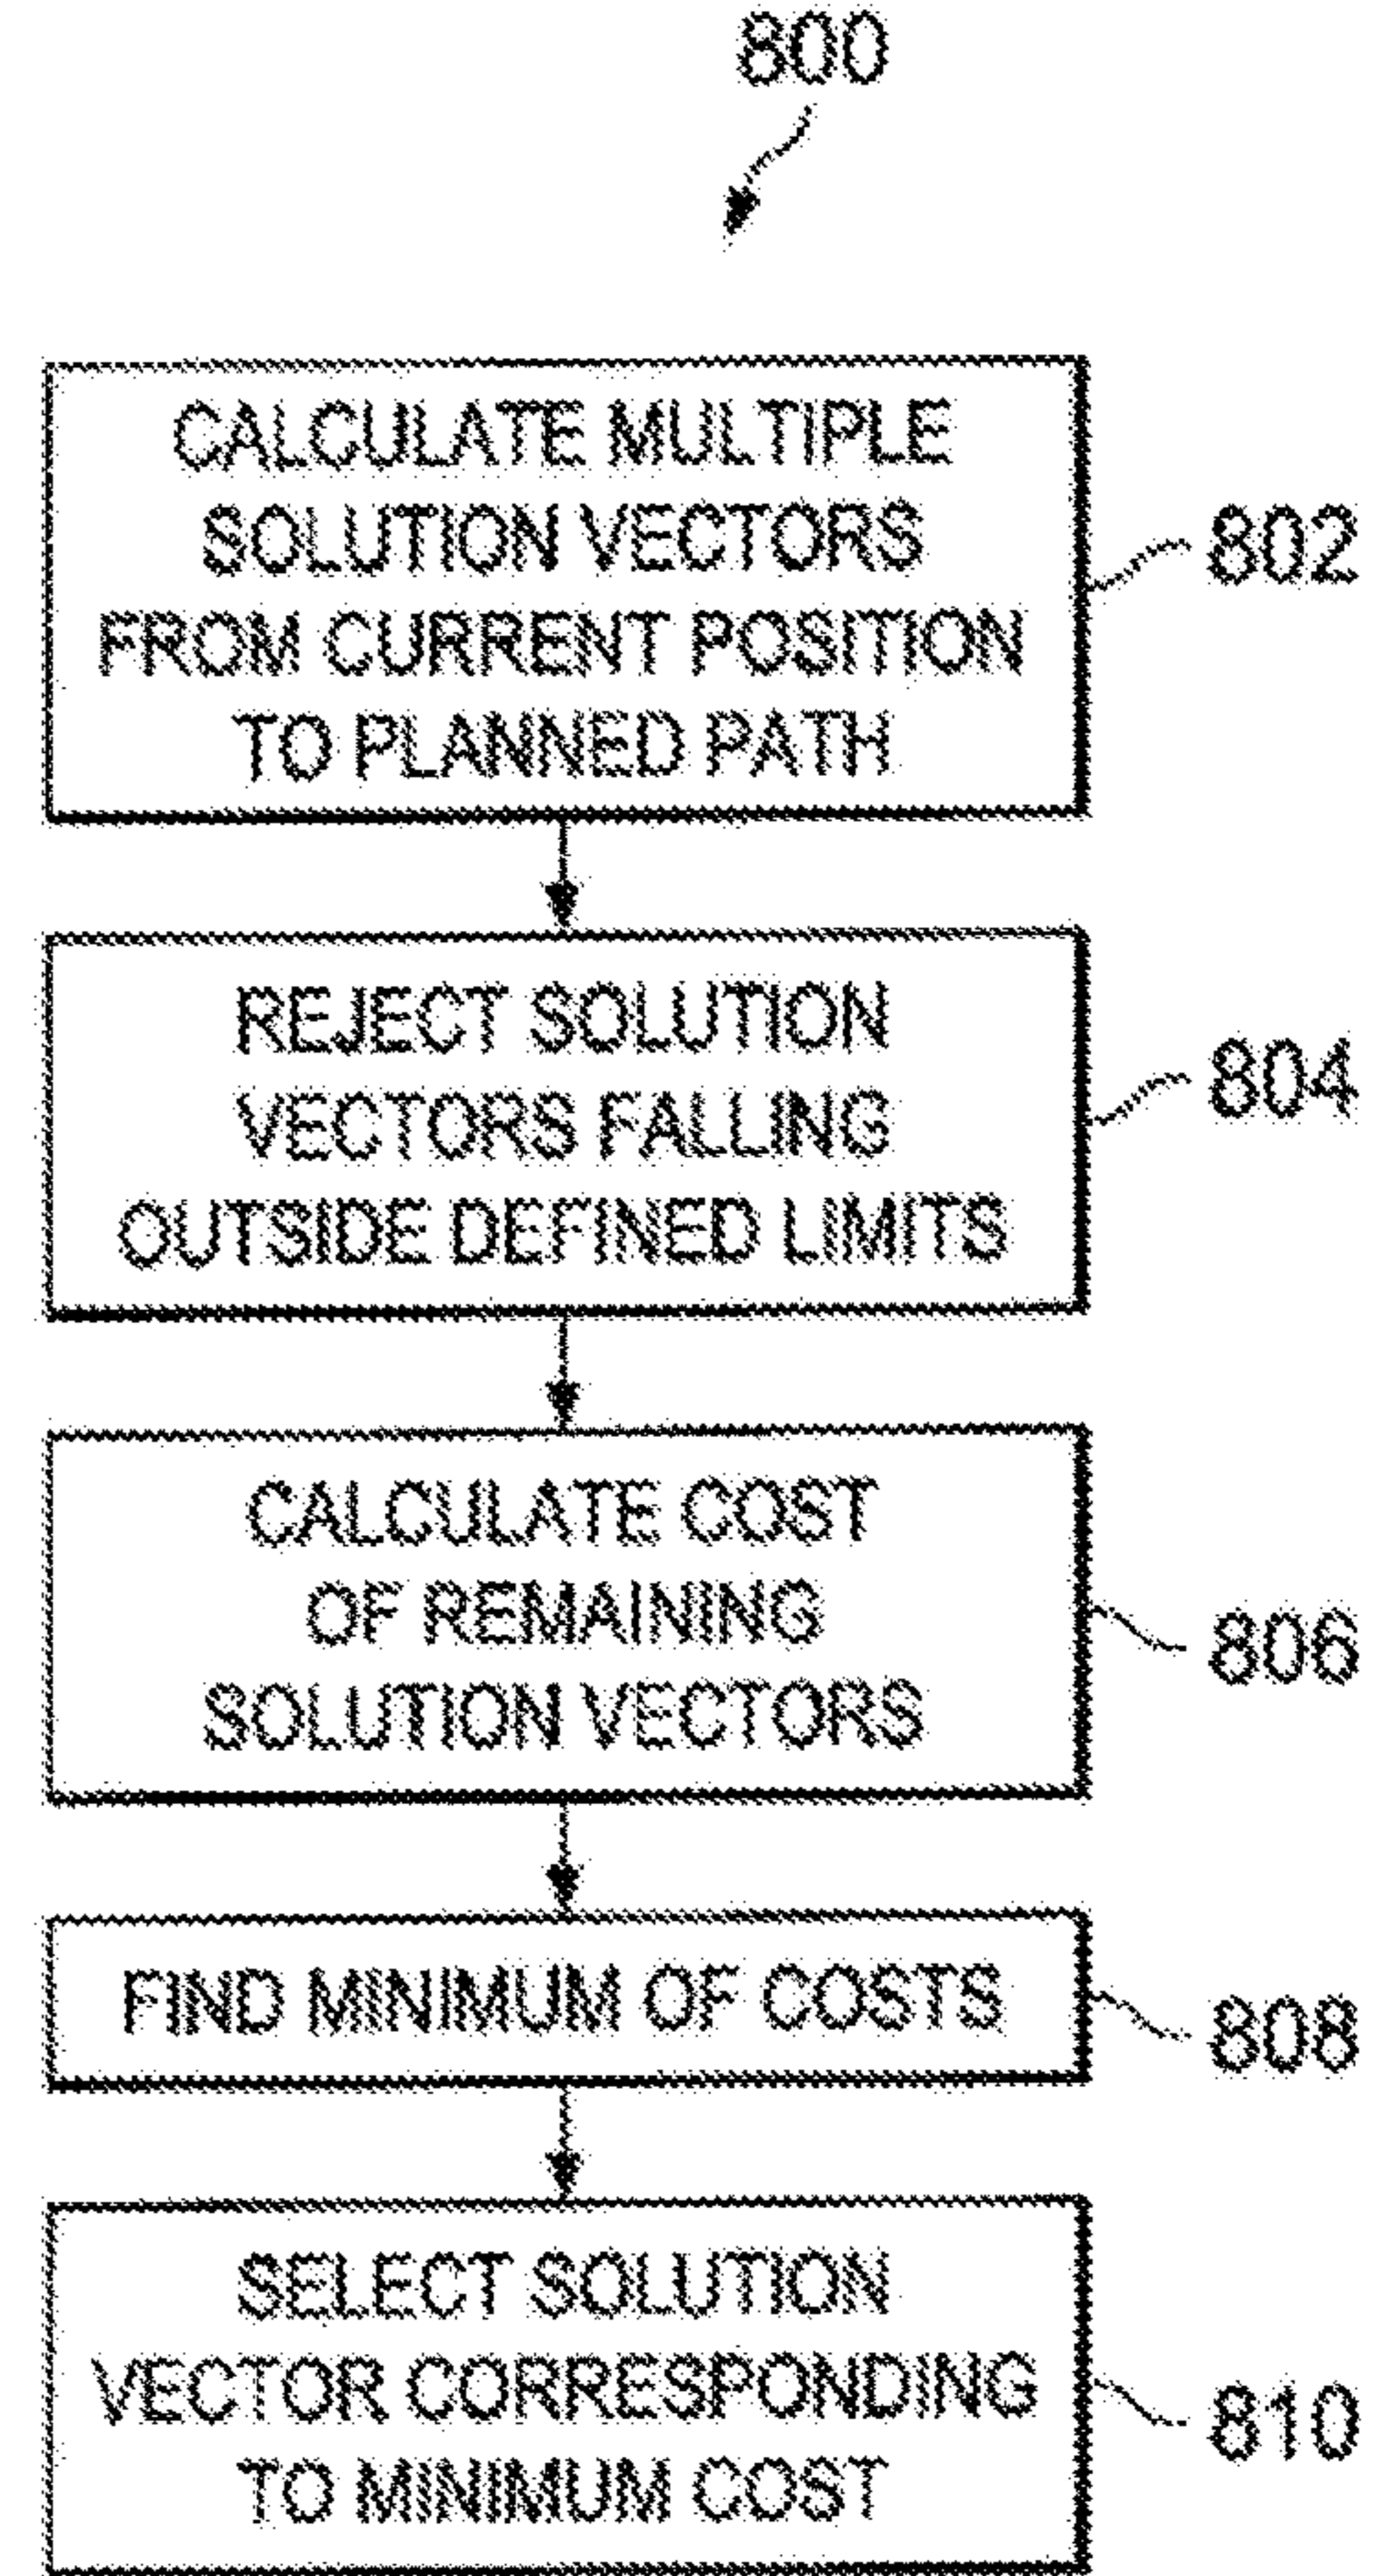 800
CALCULATE MULTIPLE
SOLUTION VECTORS
FROM CURRENT POSITION
TO PLANNED PATH
802
REJECT SOLUTION
VECTORS FALLING
OUTSIDE DEFINED LIMITS
804
CALCULATE COST
OF REMAINING
SOLUTION VECTORS
806
FIND MINIMUM OF COSTS
808
SELECT SOLUTION
VECTOR CORRESPONDING
TO MINIMUM COST
810